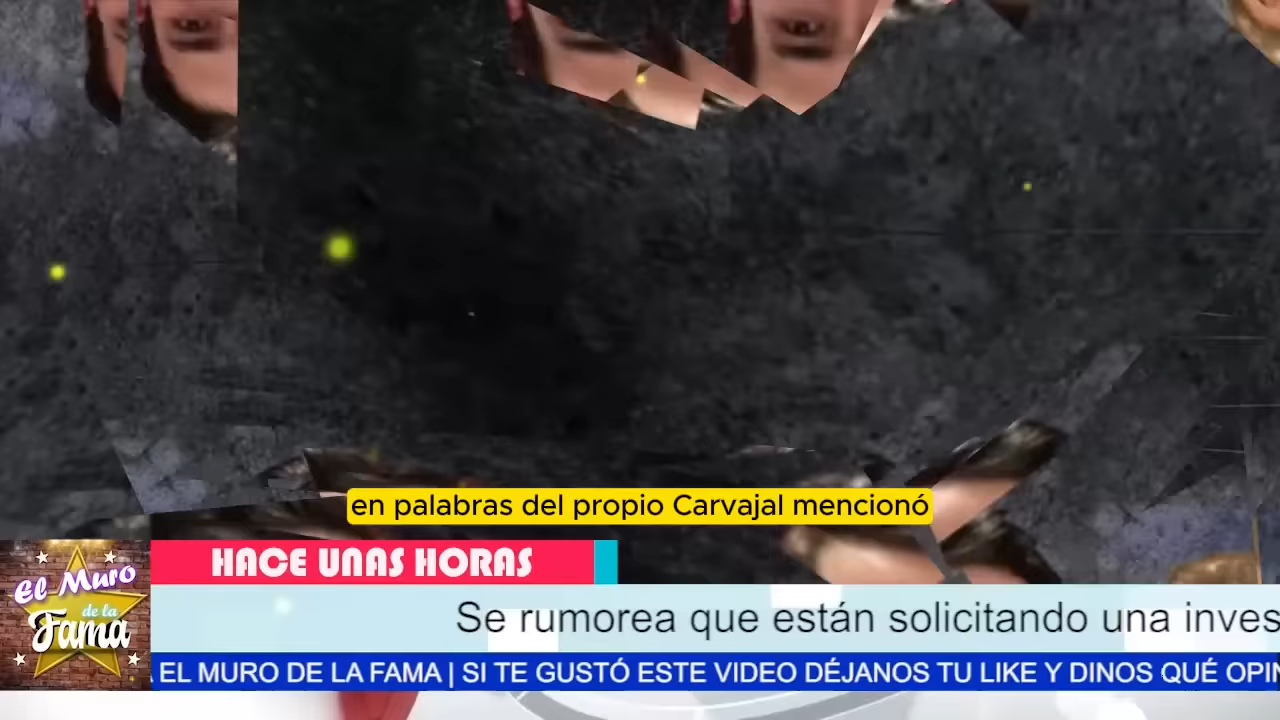 en palabras del propio Carvajal mencionó
HACE UNAS HORAS
El Muro
de la
Fama
Se rumorea que están solicitando una inves
EL MURO DE LA FAMA | SI TE GUSTÓ ESTE VIDEO DÉJANOS TU LIKE Y DINOS QUÉ OPIN